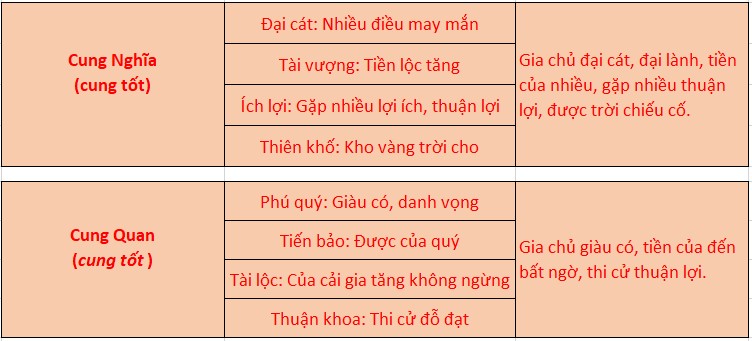 Cung Nghĩa
(cung tốt)
Đại cát: Nhiều điều may mắn
Tài vượng: Tiền lộc tăng
Ích lợi: Gặp nhiều lợi ích, thuận lợi
Thiên khố: Kho vàng trời cho
Gia chủ đại cát, đại lành, tiền
của nhiều, gặp nhiều thuận
lợi, được trời chiếu cố.
Cung Quan
(cung tốt )
Phú quý: Giàu có, danh vọng
Tiến bảo: Được của quý
Tài lộc: Của cải gia tăng không ngừng
Thuận khoa: Thi cử đỗ đạt
Gia chủ giàu có, tiền của đến
bất ngờ, thi cử thuận lợi.